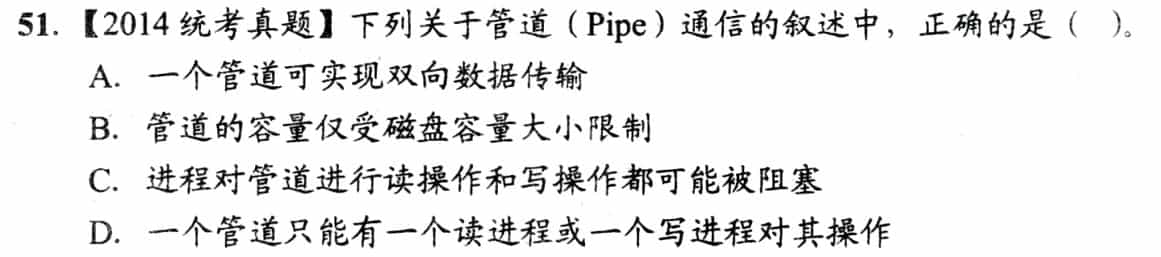 51. 【2014 统考真题】下列关于管道（Pipe）通信的叙述中，正确的是（ ）。
A. 一个管道可实现双向数据传输
B. 管道的容量仅受磁盘容量大小限制
C. 进程对管道进行读操作和写操作都可能被阻塞
D. 一个管道只能有一个读进程或一个写进程对其操作